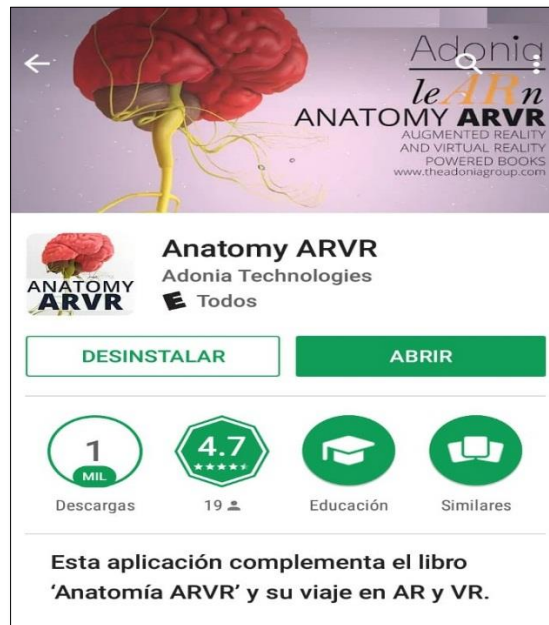 Adonia
leARn
ANATOMY ARVR
AUGMENTED REALITY
AND VIRTUAL REALITY
POWERED BOOKS
www.theadoniagroup.com
ANATOMY
ARVR
Anatomy ARVR
Adonia Technologies
E Todos
DESINSTALAR
ABRIR
1
MIL
Descargas
4.7
19
Educación
Similares
Esta aplicación complementa el libro
‘Anatomía ARVR’ y su viaje en AR y VR.